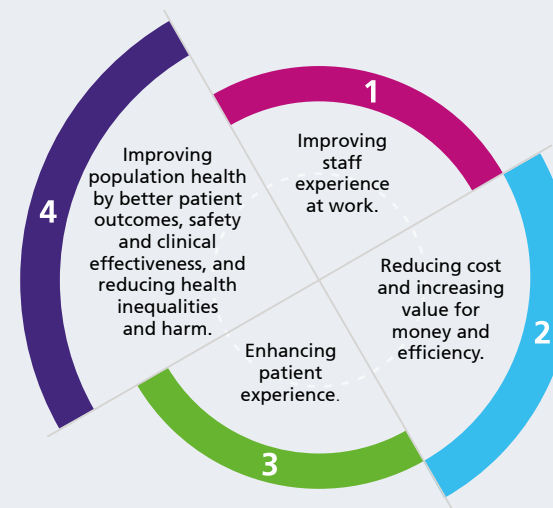 1
Improving
staff
experience
at work.
2
Reducing cost
and increasing
value for
money and
efficiency.
3
Enhancing
patient
experience.
4
Improving
population health
by better patient
outcomes, safety
and clinical
effectiveness, and
reducing health
inequalities
and harm.